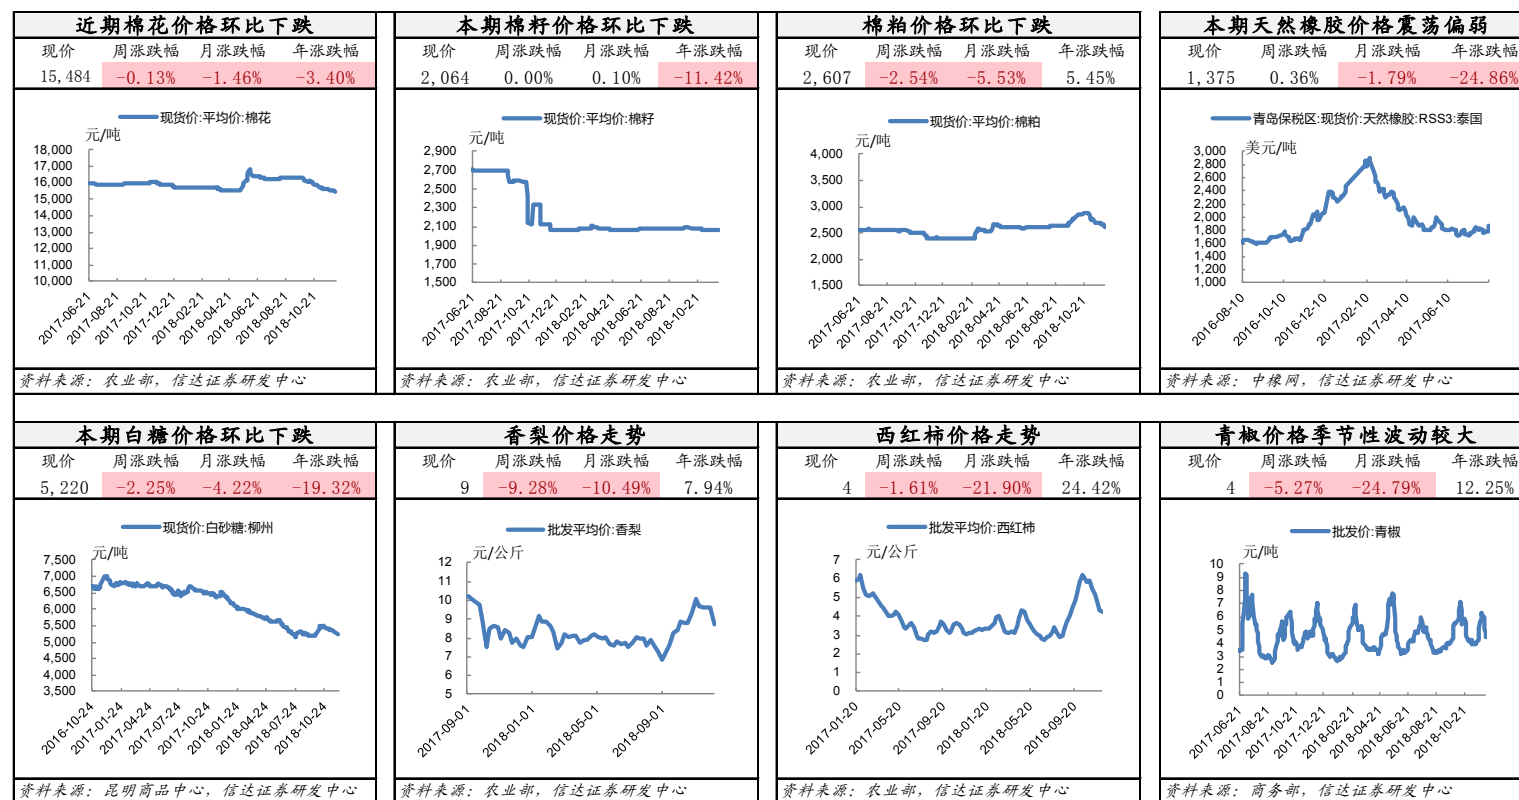 近期棉花价格环比下跌
现价 周涨跌幅 月涨跌幅 年涨跌幅
15,484 -0.13% -1.46% -3.40%
现货价:平均价:棉花
元/吨
18,000
17,000
16,000
15,000
14,000
13,000
12,000
11,000
10,000
2017-06-21 2017-08-21 2017-10-21 2017-12-21 2018-02-21 2018-04-21 2018-06-21 2018-08-21 2018-10-21
资料来源：农业部，信达证券研发中心
本期棉籽价格环比下跌
现价 周涨跌幅 月涨跌幅 年涨跌幅
2,064 0.00% 0.10% -11.42%
现货价:平均价:棉籽
元/吨
2,900
2,700
2,500
2,300
2,100
1,900
1,700
1,500
2017-06-21 2017-08-21 2017-10-21 2017-12-21 2018-02-21 2018-04-21 2018-06-21 2018-08-21 2018-10-21
资料来源：农业部，信达证券研发中心
棉粕价格环比下跌
现价 周涨跌幅 月涨跌幅 年涨跌幅
2,607 -2.54% -5.53% 5.45%
现货价:平均价:棉粕
元/吨
4,000
3,500
3,000
2,500
2,000
1,500
2017-06-21 2017-08-21 2017-10-21 2017-12-21 2018-02-21 2018-04-21 2018-06-21 2018-08-21 2018-10-21
资料来源：农业部，信达证券研发中心
本期天然橡胶价格震荡偏弱
现价 周涨跌幅 月涨跌幅 年涨跌幅
1,375 0.36% -1.79% -24.86%
青岛保税区:现货价:天然橡胶:RSS3:泰国
美元/吨
3,000
2,800
2,600
2,400
2,200
2,000
1,800
1,600
1,400
1,200
1,000
2016-08-10 2016-10-10 2016-12-10 2017-02-10 2017-04-10 2017-06-10
资料来源：中橡网，信达证券研发中心
本期白糖价格环比下跌
现价 周涨跌幅 月涨跌幅 年涨跌幅
5,220 -2.25% -4.22% -19.32%
现货价:白砂糖:柳州
元/吨
7,500
7,000
6,500
6,000
5,500
5,000
4,500
4,000
3,500
2016-10-24 2017-01-24 2017-04-24 2017-07-24 2017-10-24 2018-01-24 2018-04-24 2018-07-24 2018-10-24
资料来源：昆明商品中心，信达证券研发中心
香梨价格走势
现价 周涨跌幅 月涨跌幅 年涨跌幅
9 -9.28% -10.49% 7.94%
批发平均价:香梨
元/公斤
12
11
10
9
8
7
6
5
2017-09-01 2018-01-01 2018-05-01 2018-09-01
资料来源：农业部，信达证券研发中心
西红柿价格走势
现价 周涨跌幅 月涨跌幅 年涨跌幅
4 -1.61% -21.90% 24.42%
批发平均价:西红柿
元/公斤
7
6
5
4
3
2
1
0
2017-01-20 2017-05-20 2017-09-20 2018-01-20 2018-05-20 2018-09-20
资料来源：农业部，信达证券研发中心
青椒价格季节性波动较大
现价 周涨跌幅 月涨跌幅 年涨跌幅
4 -5.27% -24.79% 12.25%
批发价:青椒
元/吨
10
9
8
7
6
5
4
3
2
1
0
2017-06-21 2017-08-21 2017-10-21 2017-12-21 2018-02-21 2018-04-21 2018-06-21 2018-08-21 2018-10-21
资料来源：商务部，信达证券研发中心